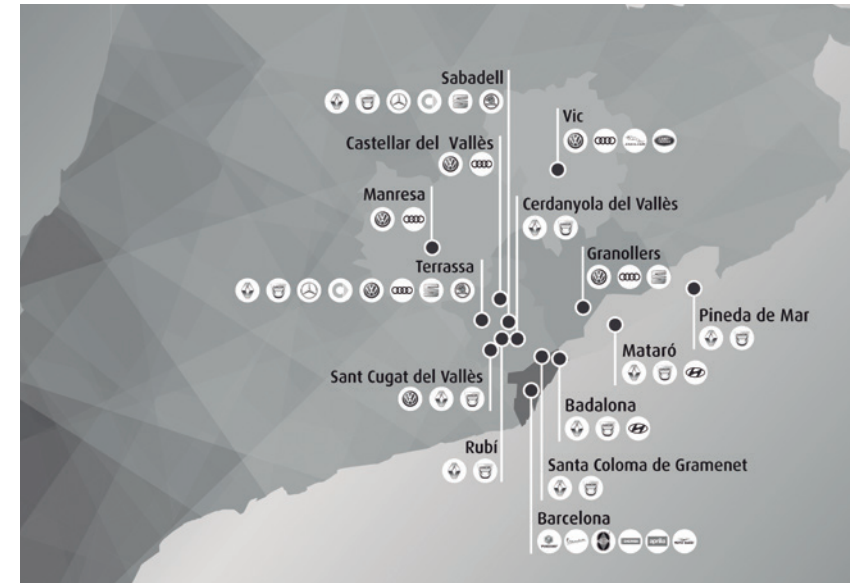 Sabadell
Vic
Castellar del Vallès
Manresa
Cerdanyola del Vallès
Terrassa
Granollers
Pineda de Mar
Mataró
Sant Cugat del Vallès
Badalona
Rubí
Santa Coloma de Gramenet
Barcelona